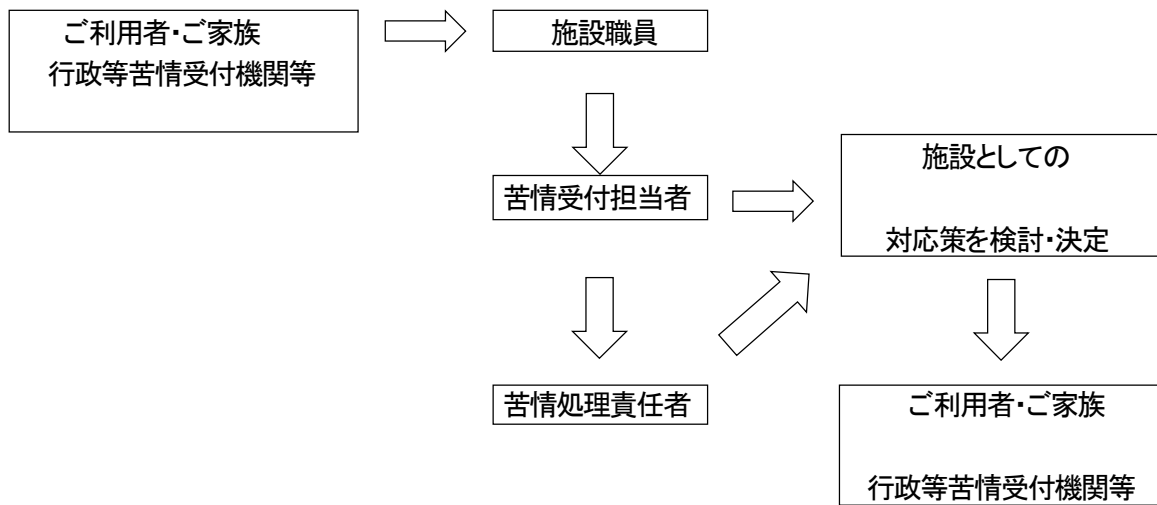 ご利用者・ご家族
行政等苦情受付機関等
施設職員
苦情受付担当者
施設としての
対応策を検討・決定
苦情処理責任者
ご利用者・ご家族
行政等苦情受付機関等